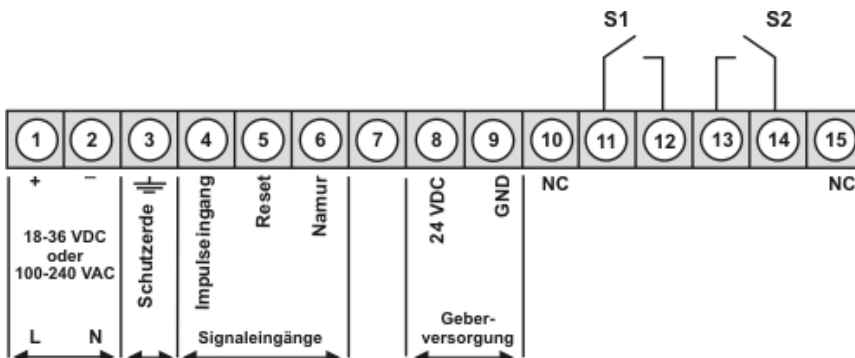 S1 S2
1 2 3 4 5 6 7 8 9 10 11 12 13 14 15
+ –
18-36 VDC
oder
100-240 VAC
L N
Schutzerde
Impulseingang
Reset
Namur
Signaleingänge
24 VDC
GND
Geber-
versorgung
NC
NC